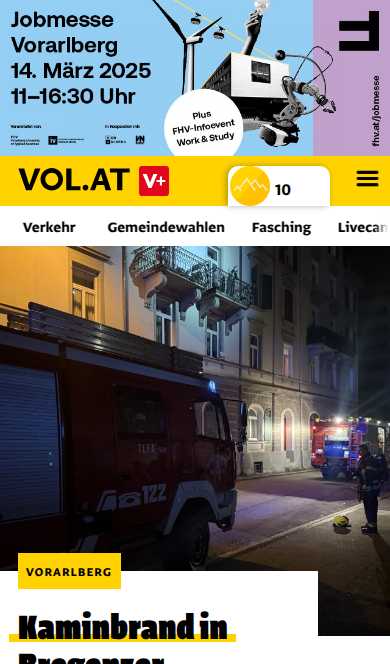 Jobmesse
Vorarlberg
14. März 2025
11–16:30 Uhr
Veranstaltet von
In Kooperation mit
Plus
FHV-Infoevent
Work & Study
fhv.at/jobmesse
VOL.AT V+
10
Verkehr Gemeindewahlen Fasching Livecam
TLFA
122
VORARLBERG
Kaminbrand in
Bregenzer